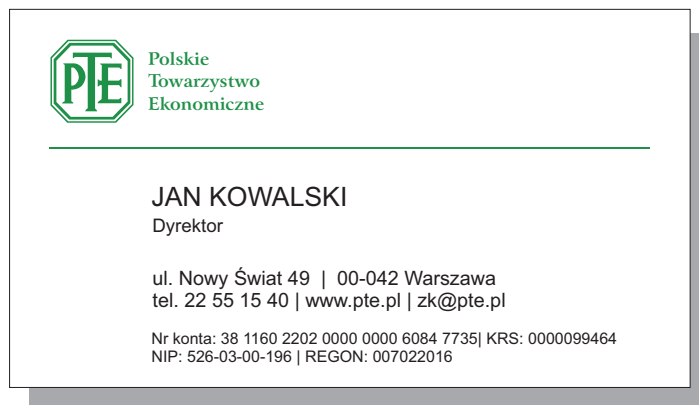 PTE
Polskie
Towarzystwo
Ekonomiczne
JAN KOWALSKI
Dyrektor
ul. Nowy Świat 49 | 00-042 Warszawa
tel. 22 55 15 40 | www.pte.pl | zk@pte.pl
Nr konta: 38 1160 2202 0000 0000 6084 7735| KRS: 0000099464
NIP: 526-03-00-196 | REGON: 007022016